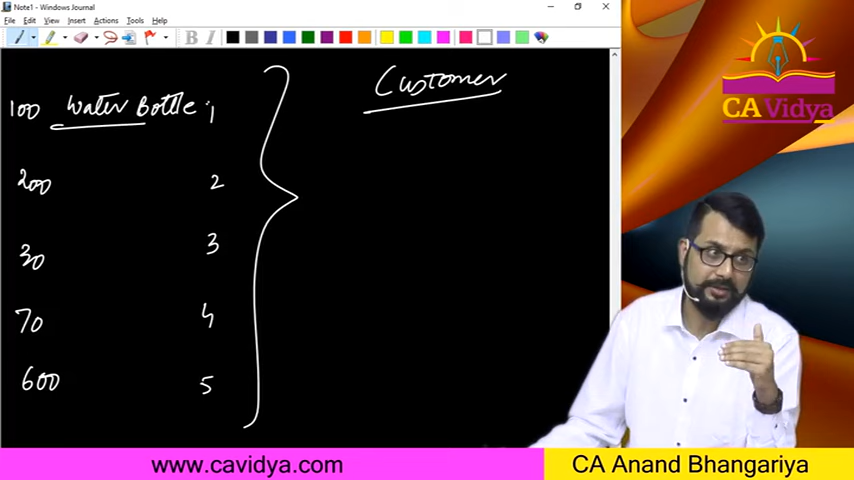 Note1 - Windows Journal
File Edit View Insert Actions Tools Help
B I
Customer
100 Water Bottle 1
200 2
30 3
70 4
600 5
CA Vidya
www.cavidya.com
CA Anand Bhangariya